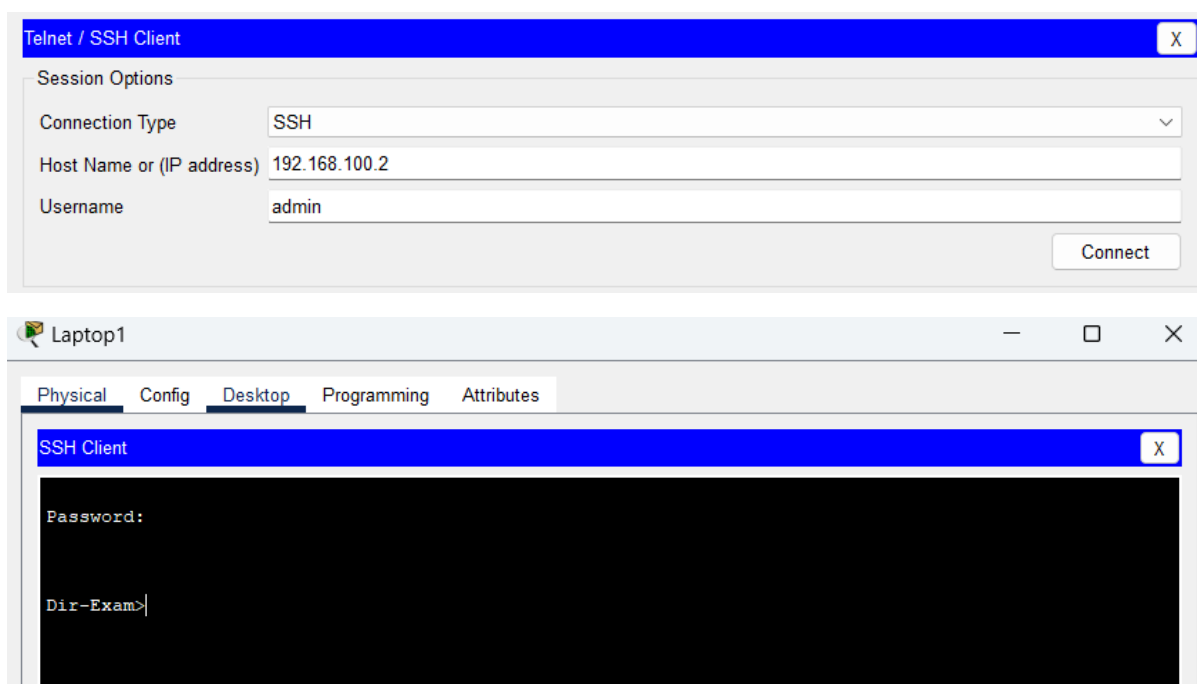 Telnet / SSH Client X
Session Options
Connection Type SSH
Host Name or (IP address) 192.168.100.2
Username admin
Connect
Laptop1
Physical Config Desktop Programming Attributes
SSH Client X
Password:
Dir-Exam>